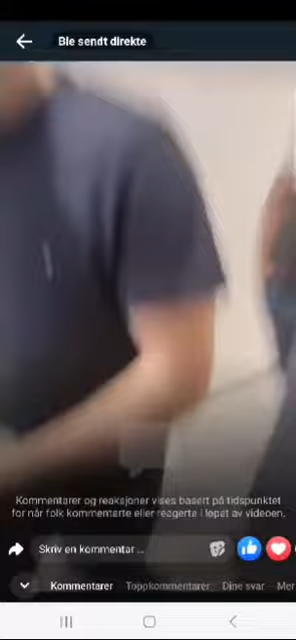 Ble sendt direkte
Kommentarer og reaksjoner vises basert på tidspunktet
for når folk kommenterte eller reagerte i løpet av videoen.
Skriv en kommentar ...
Kommentarer Toppkommentarer Dine svar Mer